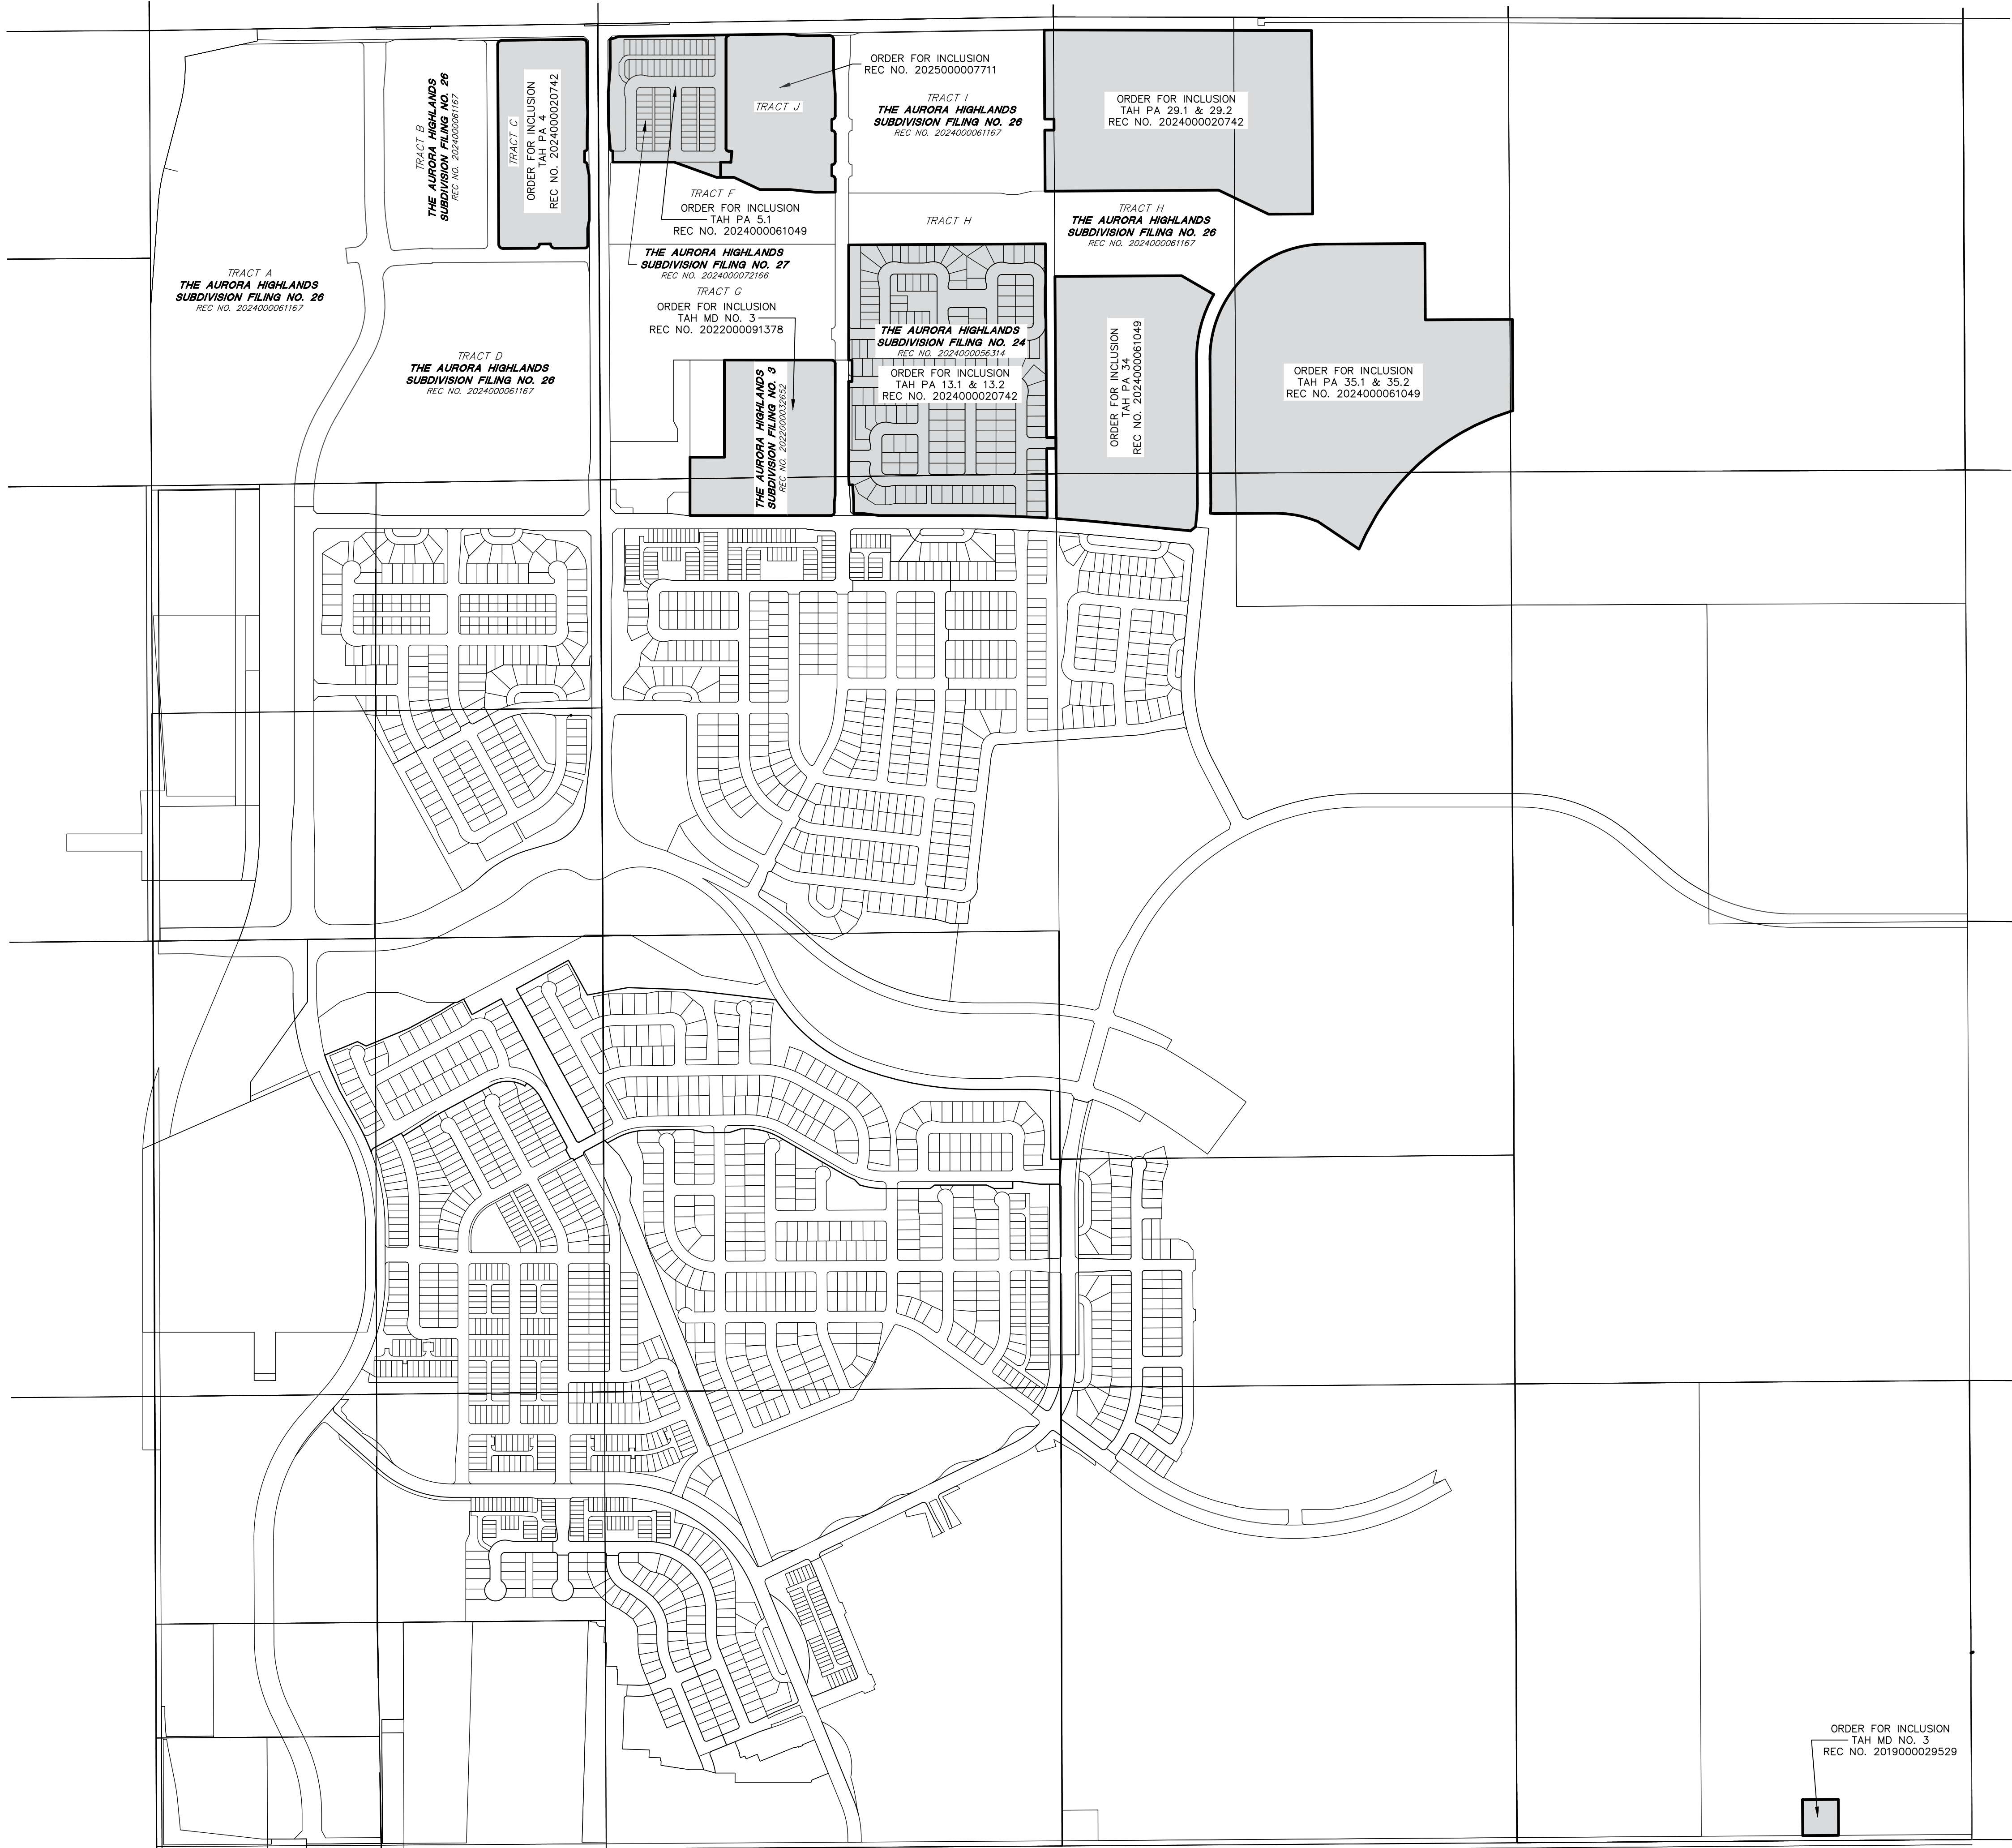 TRACT B
THE AURORA HIGHLANDS
SUBDIVISION FILING NO. 26
REC NO. 2024000061167
TRACT C
ORDER FOR INCLUSION
TAH PA 4
REC NO. 2024000020742
TRACT J
ORDER FOR INCLUSION
REC NO. 2025000007711
TRACT I
THE AURORA HIGHLANDS
SUBDIVISION FILING NO. 26
REC NO. 2024000061167
ORDER FOR INCLUSION
TAH PA 29.1 & 29.2
REC NO. 2024000020742
TRACT F
ORDER FOR INCLUSION
TAH PA 5.1
REC NO. 2024000061049
TRACT H
TRACT H
THE AURORA HIGHLANDS
SUBDIVISION FILING NO. 26
REC NO. 2024000061167
THE AURORA HIGHLANDS
SUBDIVISION FILING NO. 27
REC NO. 2024000072166
TRACT A
THE AURORA HIGHLANDS
SUBDIVISION FILING NO. 26
REC NO. 2024000061167
TRACT G
ORDER FOR INCLUSION
TAH MD NO. 3
REC NO. 2022000091378
THE AURORA HIGHLANDS
SUBDIVISION FILING NO. 24
REC NO. 2024000056314
ORDER FOR INCLUSION
TAH PA 13.1 & 13.2
REC NO. 2024000020742
TRACT D
THE AURORA HIGHLANDS
SUBDIVISION FILING NO. 26
REC NO. 2024000061167
THE AURORA HIGHLANDS
SUBDIVISION FILING NO. 3
REC NO. 2022000032652
ORDER FOR INCLUSION
TAH PA 34
REC NO. 2024000061049
ORDER FOR INCLUSION
TAH PA 35.1 & 35.2
REC NO. 2024000061049
ORDER FOR INCLUSION
TAH MD NO. 3
REC NO. 2019000029529